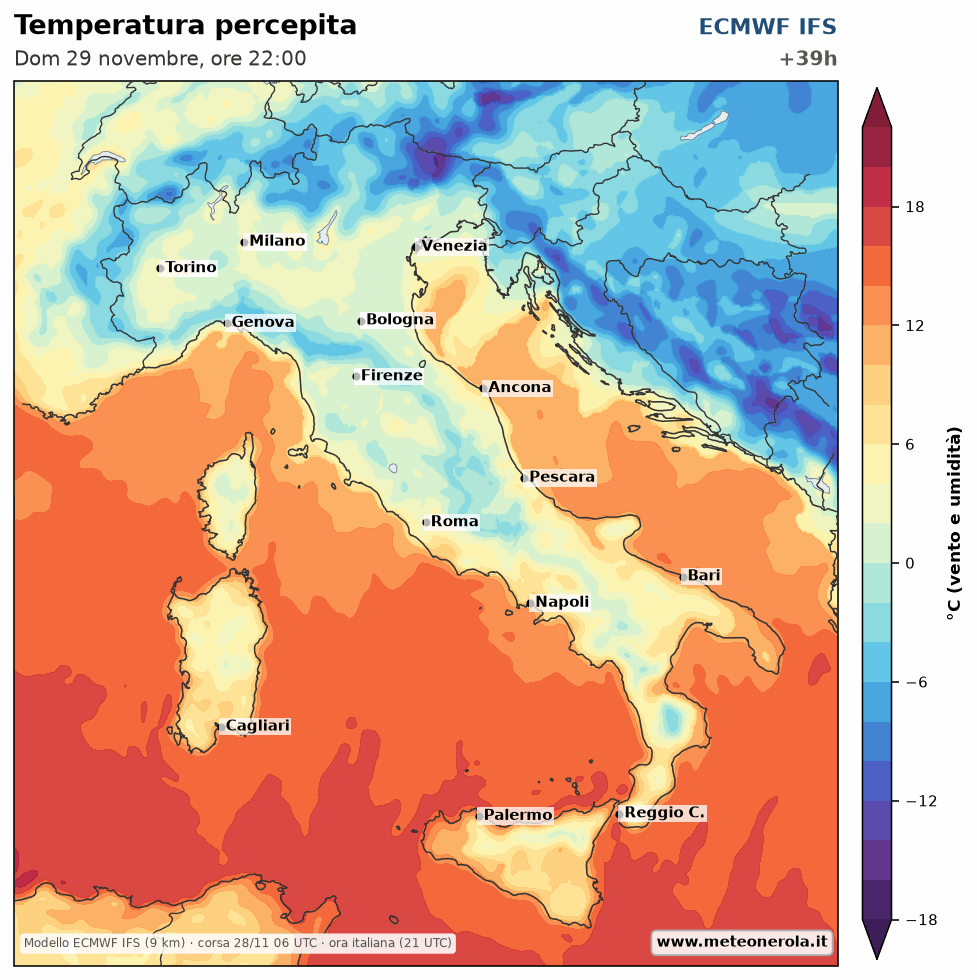 Temperatura percepita
ECMWF IFS
Dom 29 novembre, ore 22:00
+39h
Milano
Venezia
Torino
Genova
Bologna
Firenze
Ancona
Pescara
Roma
Bari
Napoli
Cagliari
Palermo
Reggio C.
18
12
6
0
−6
−12
−18
°C (vento e umidità)
Modello ECMWF IFS (9 km) · corsa 28/11 06 UTC · ora italiana (21 UTC)
www.meteonerola.it